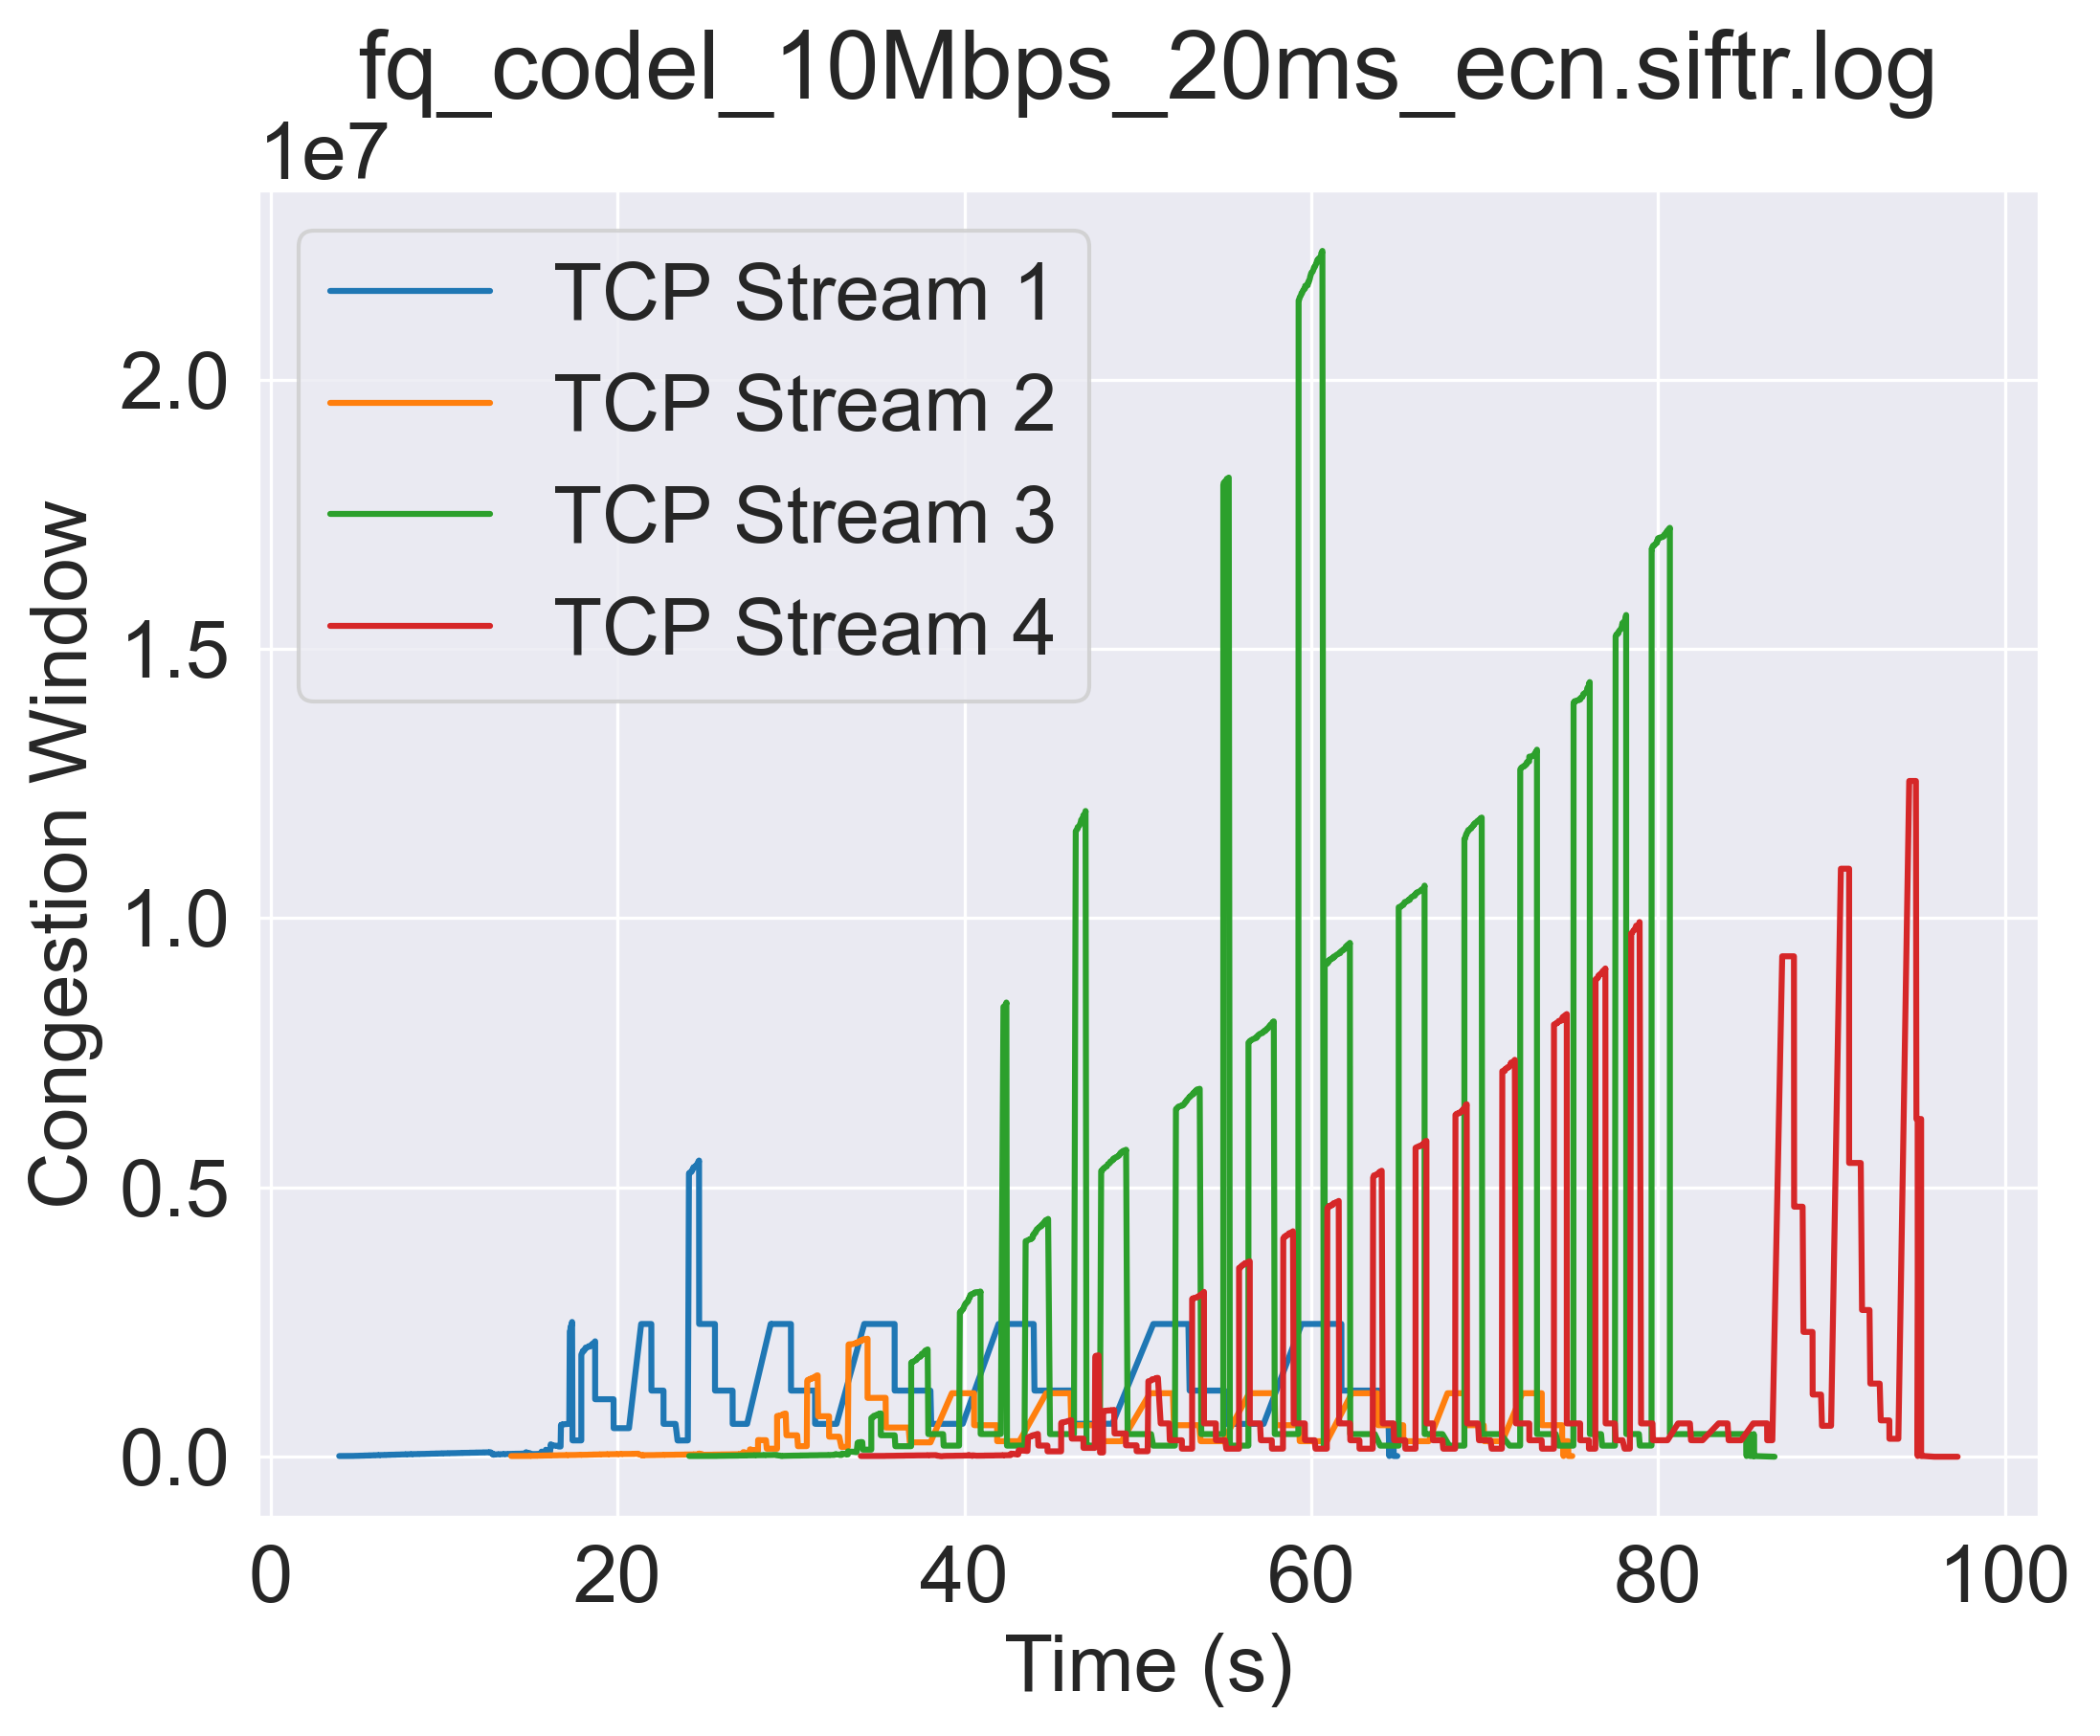 fq_codel_10Mbps_20ms_ecn.siftr.log
1e7
TCP Stream 1
TCP Stream 2
TCP Stream 3
TCP Stream 4
2.0
1.5
1.0
0.5
0.0
Congestion Window
0 20 40 60 80 100
Time (s)